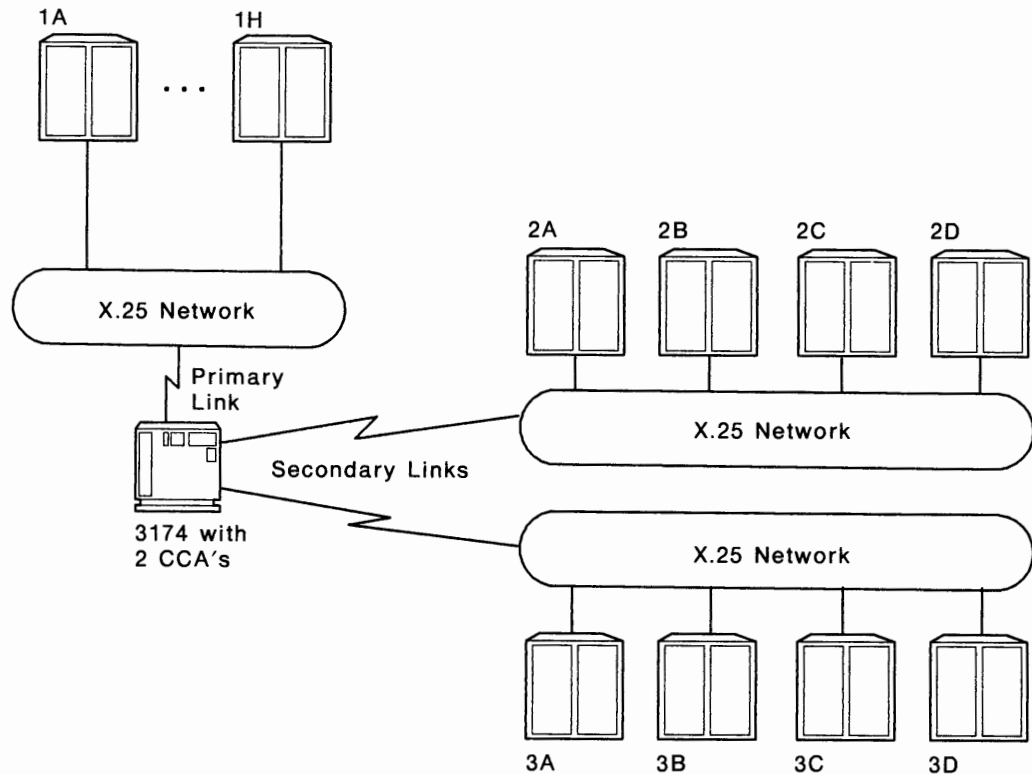 1A
1H
. . .
X.25 Network
Primary
Link
3174 with
2 CCA's
Secondary Links
2A
2B
2C
2D
X.25 Network
X.25 Network
3A
3B
3C
3D